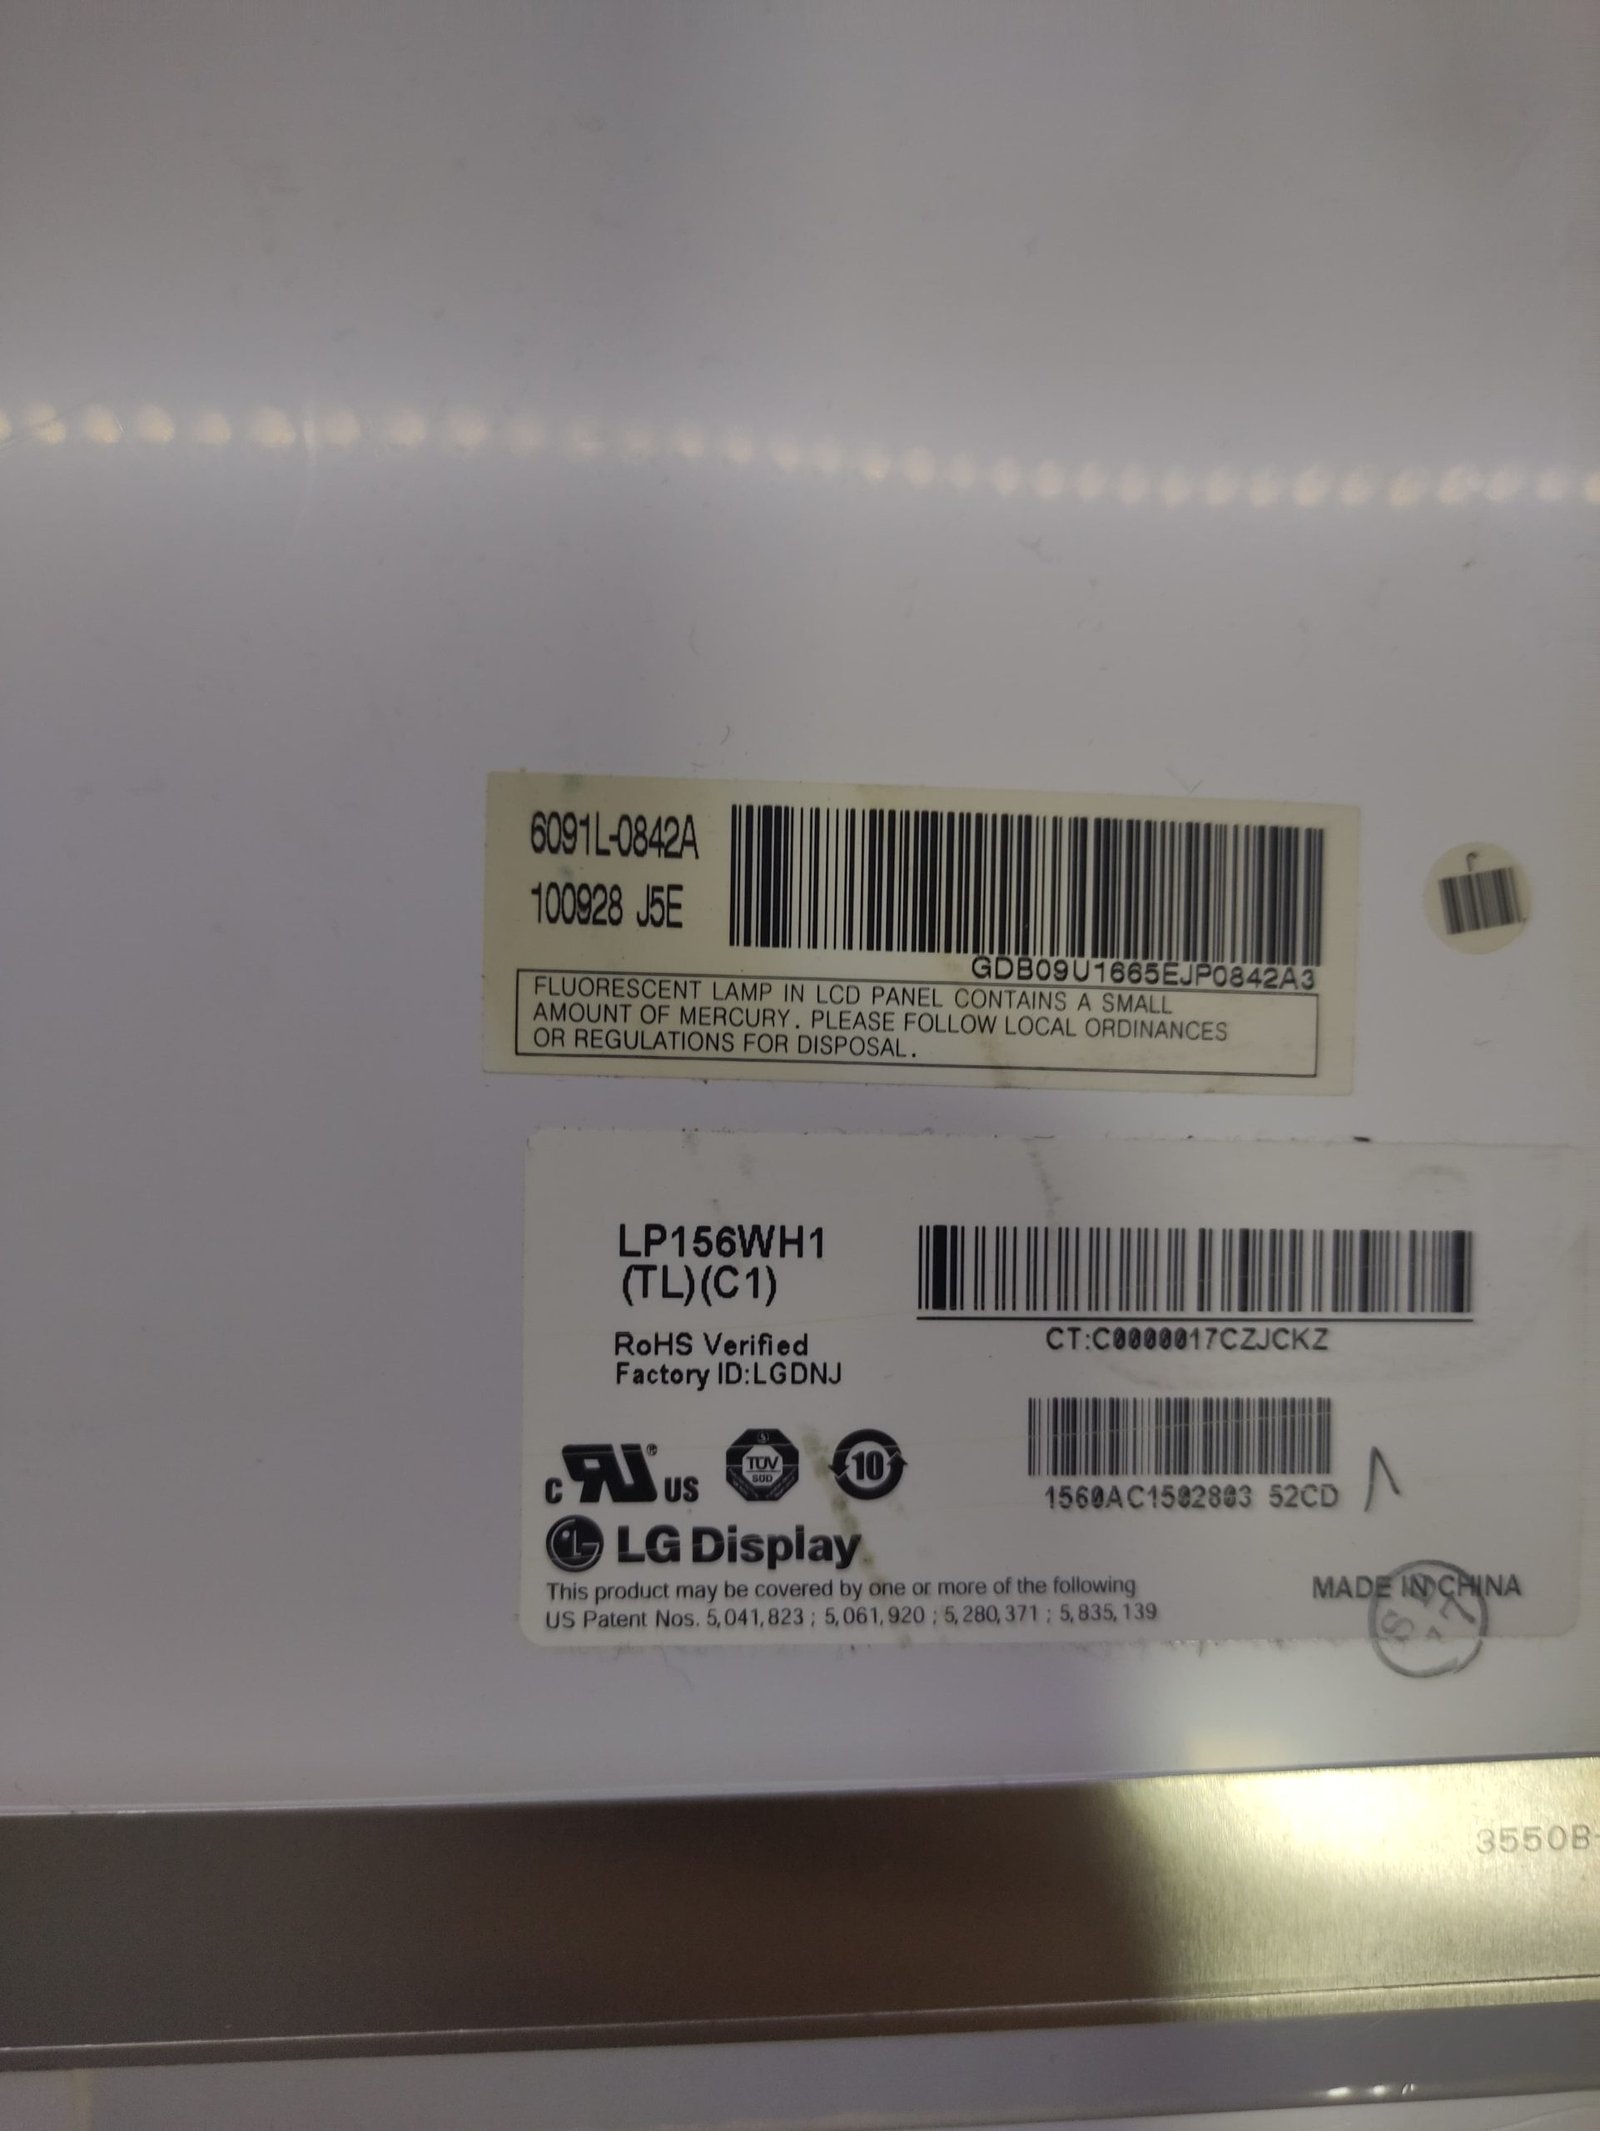 6091L-0842A
100928 J5E
GDB09U1665EJP0842A3
FLUORESCENT LAMP IN LCD PANEL CONTAINS A SMALL
AMOUNT OF MERCURY. PLEASE FOLLOW LOCAL ORDINANCES
OR REGULATIONS FOR DISPOSAL.
LP156WH1
(TL)(C1)
RoHS Verified
Factory ID:LGDNJ
CT:C0000017CZJCKZ
1560AC1502803 52CD
C RU® US
TÜV
SÜD
10
LG Display
This product may be covered by one or more of the following
US Patent Nos. 5,041,823 ; 5,061,920 ; 5,280,371 ; 5,835,139
MADE IN CHINA
3550B-